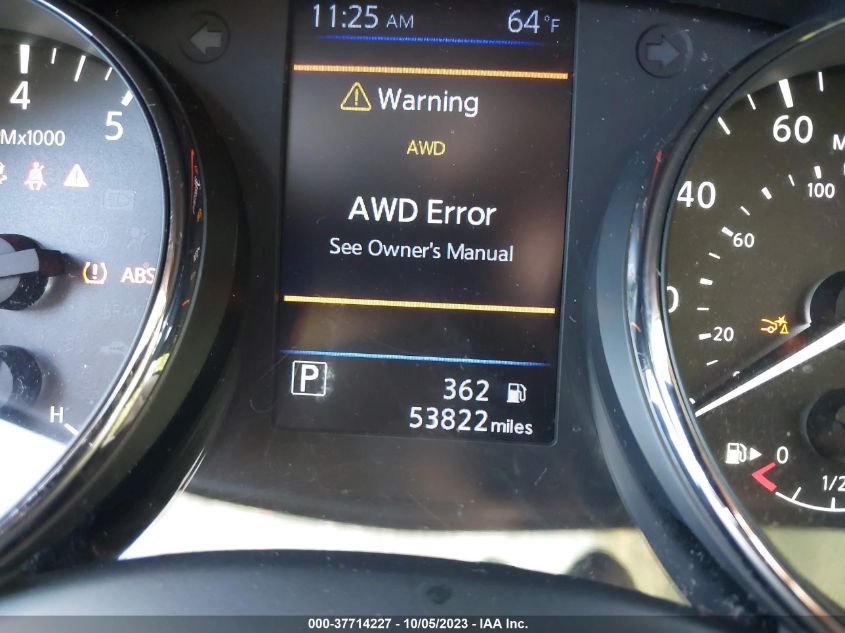 11:25 AM 64°F
4
5
Mx1000
Warning
AWD
AWD Error
See Owner's Manual
ABS
BRAKE
H
P
362
53822 miles
60
40
100
60
20
0
1/2
000-37714227 - 10/05/2023 - IAA Inc.